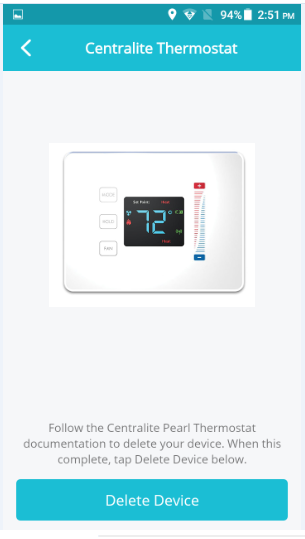 94% 2:51 PM
Centralite Thermostat
Set Point Heat
72
FAN
Follow the Centralite Pearl Thermostat
documentation to delete your device. When this
complete, tap Delete Device below.
Delete Device